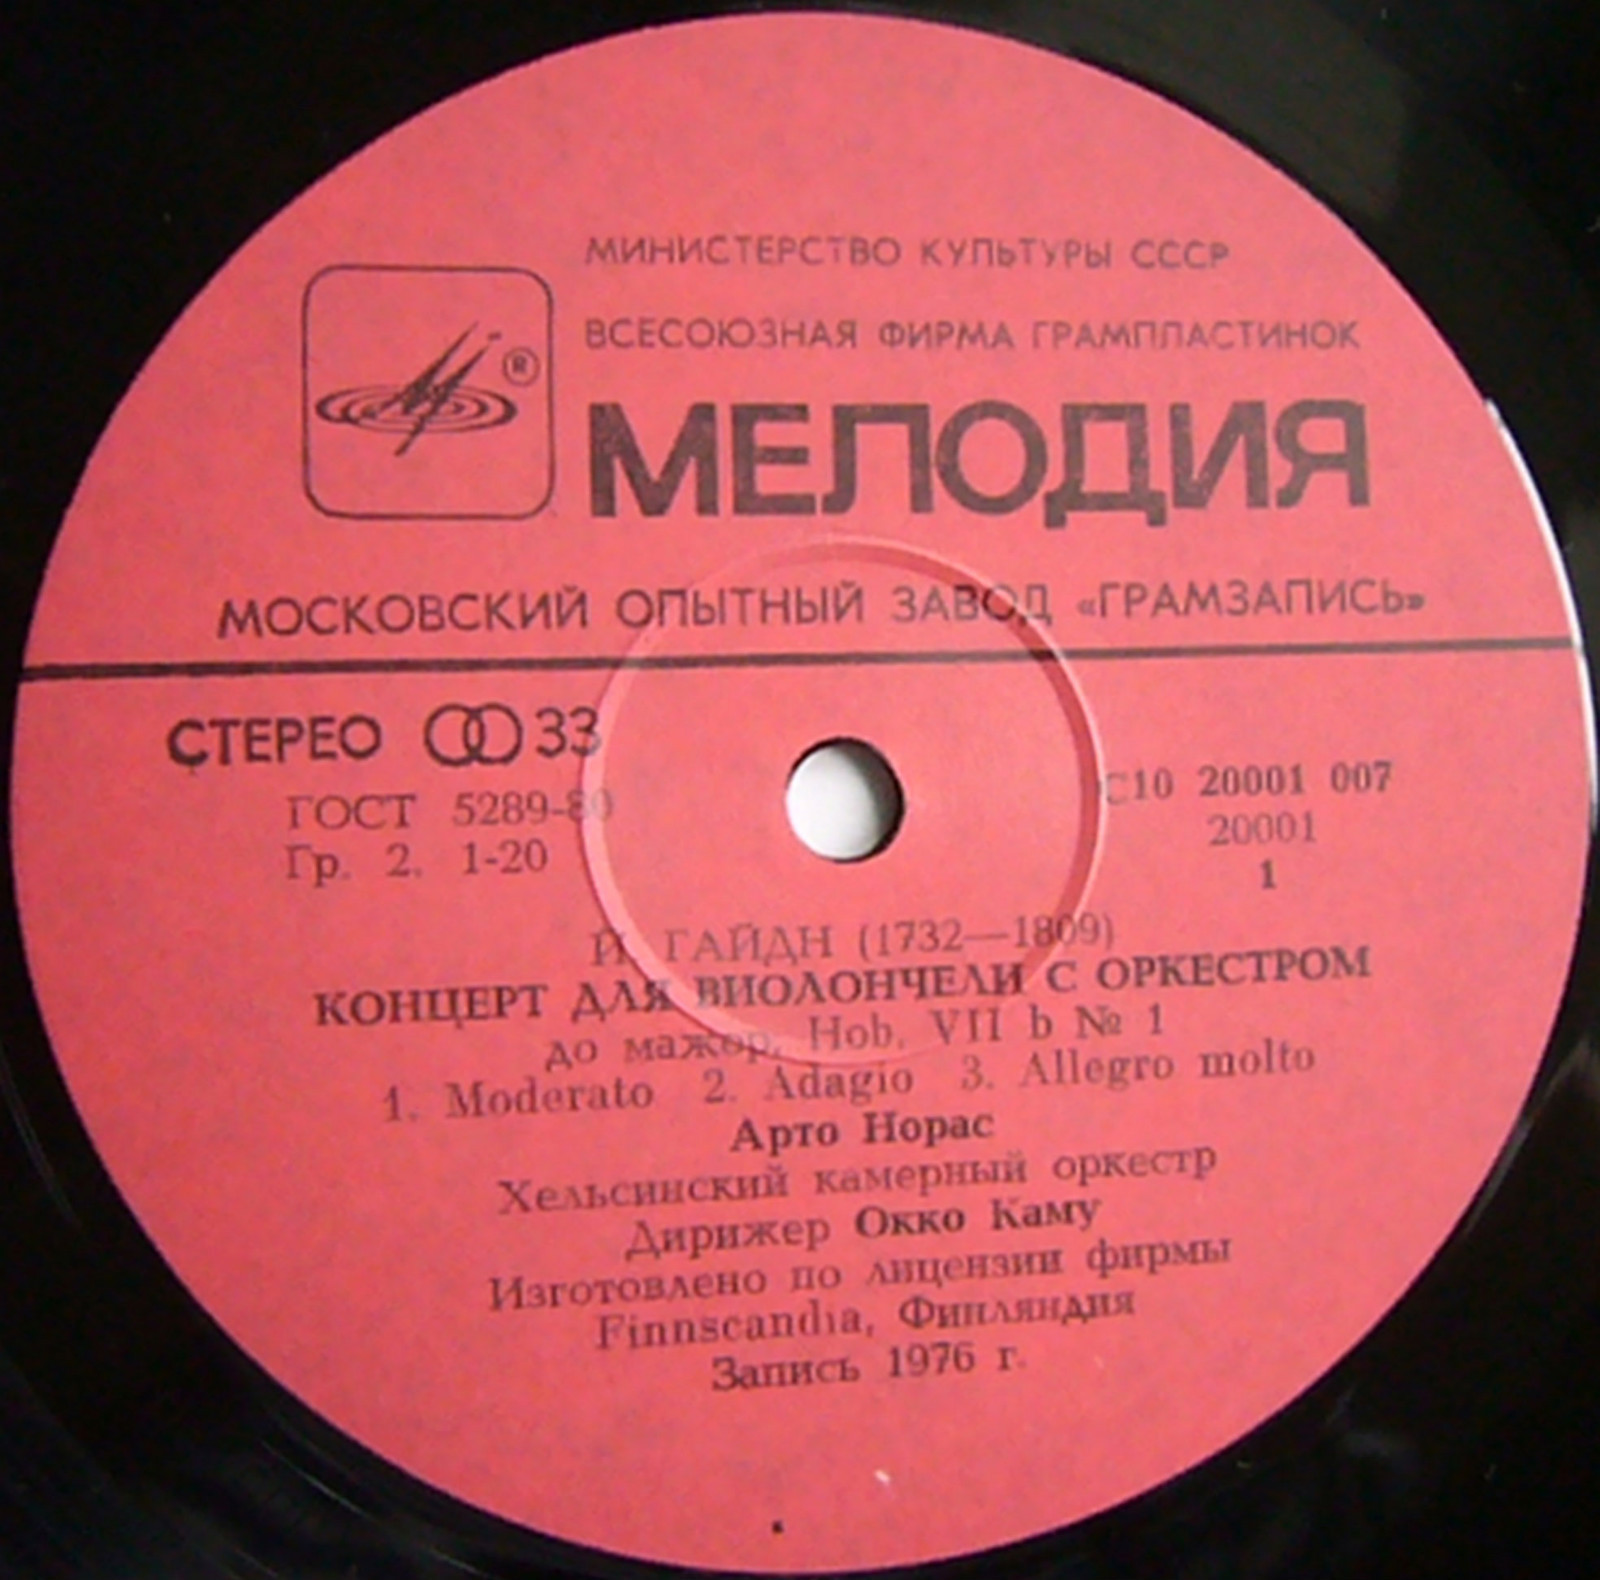 МИНИСТЕРСТВО КУЛЬТУРЫ СССР
ВСЕСОЮЗНАЯ ФИРМА ГРАМПЛАСТИНОК
®
МЕЛОДИЯ
МОСКОВСКИЙ ОПЫТНЫЙ ЗАВОД «ГРАМЗАПИСЬ»
СТЕРЕО 33
ГОСТ 5289-80
Гр. 2. 1-20
С10 20001 007
20001
1
Й. ГАЙДН (1732—1809)
КОНЦЕРТ ДЛЯ ВИОЛОНЧЕЛИ С ОРКЕСТРОМ
до мажор, Hob. VII b № 1
1. Moderato 2. Adagio 3. Allegro molto
Арто Норас
Хельсинский камерный оркестр
Дирижер Окко Каму
Изготовлено по лицензии фирмы
Finnscandia, Финляндия
Запись 1976 г.